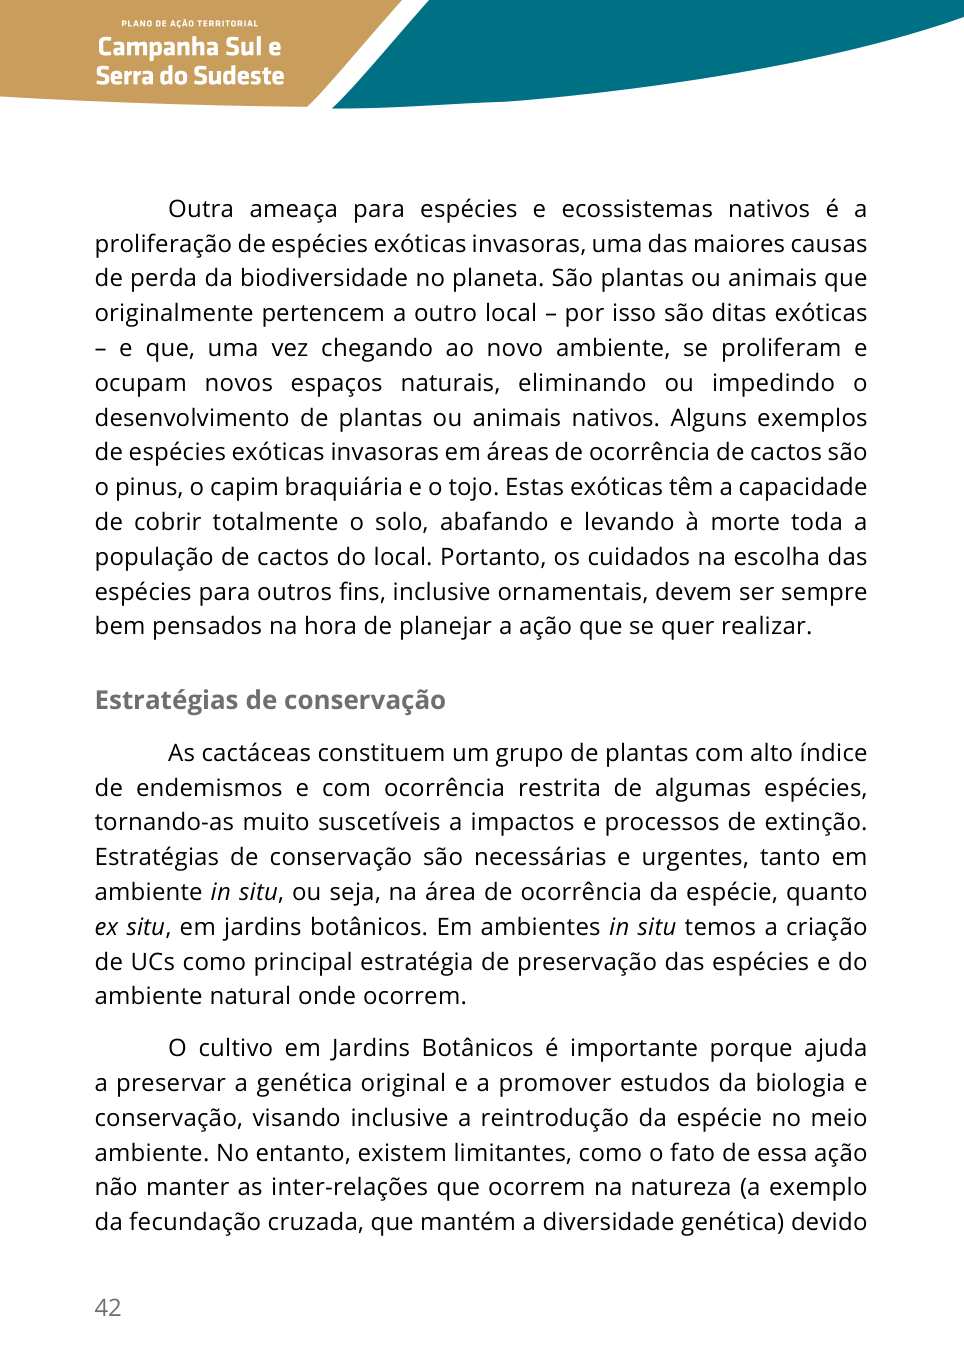 PLANO DE AÇÃO TERRITORIAL
Campanha Sul e
Serra do Sudeste
Outra ameaça para espécies e ecossistemas nativos é a
proliferação de espécies exóticas invasoras, uma das maiores causas
de perda da biodiversidade no planeta. São plantas ou animais que
originalmente pertencem a outro local – por isso são ditas exóticas
– e que, uma vez chegando ao novo ambiente, se proliferam e
ocupam novos espaços naturais, eliminando ou impedindo o
desenvolvimento de plantas ou animais nativos. Alguns exemplos
de espécies exóticas invasoras em áreas de ocorrência de cactos são
o pinus, o capim braquiária e o tojo. Estas exóticas têm a capacidade
de cobrir totalmente o solo, abafando e levando à morte toda a
população de cactos do local. Portanto, os cuidados na escolha das
espécies para outros fins, inclusive ornamentais, devem ser sempre
bem pensados na hora de planejar a ação que se quer realizar.
Estratégias de conservação
As cactáceas constituem um grupo de plantas com alto índice
de endemismos e com ocorrência restrita de algumas espécies,
tornando-as muito suscetíveis a impactos e processos de extinção.
Estratégias de conservação são necessárias e urgentes, tanto em
ambiente in situ, ou seja, na área de ocorrência da espécie, quanto
ex situ, em jardins botânicos. Em ambientes in situ temos a criação
de UCs como principal estratégia de preservação das espécies e do
ambiente natural onde ocorrem.
O cultivo em Jardins Botânicos é importante porque ajuda
a preservar a genética original e a promover estudos da biologia e
conservação, visando inclusive a reintrodução da espécie no meio
ambiente. No entanto, existem limitantes, como o fato de essa ação
não manter as inter-relações que ocorrem na natureza (a exemplo
da fecundação cruzada, que mantém a diversidade genética) devido
42